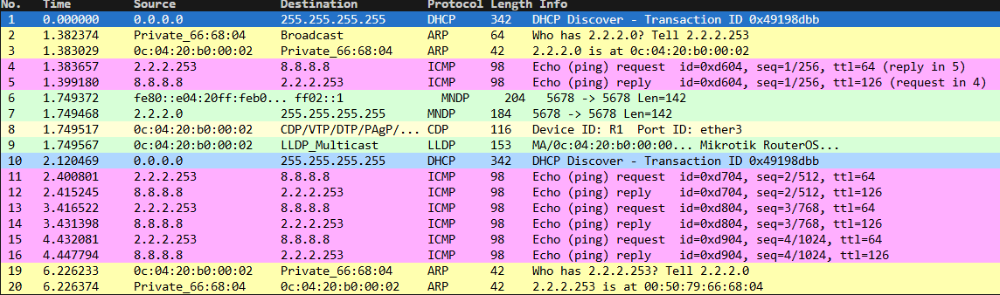 No. Time Source Destination Protocol Length Info
1 0.000000 0.0.0.0 255.255.255.255 DHCP 342 DHCP Discover - Transaction ID 0x49198dbb
2 1.382374 Private_66:68:04 Broadcast ARP 64 Who has 2.2.2.0? Tell 2.2.2.253
3 1.383029 0c:04:20:b0:00:02 Private_66:68:04 ARP 42 2.2.2.0 is at 0c:04:20:b0:00:02
4 1.383657 2.2.2.253 8.8.8.8 ICMP 98 Echo (ping) request id=0xd604, seq=1/256, ttl=64 (reply in 5)
5 1.399180 8.8.8.8 2.2.2.253 ICMP 98 Echo (ping) reply id=0xd604, seq=1/256, ttl=126 (request in 4)
6 1.749372 fe80::e04:20ff:feb0... ff02::1 MNDP 204 5678 -> 5678 Len=142
7 1.749468 2.2.2.0 255.255.255.255 MNDP 184 5678 -> 5678 Len=142
8 1.749517 0c:04:20:b0:00:02 CDP/VTP/DTP/PAgP/... CDP 116 Device ID: R1 Port ID: ether3
9 1.749567 0c:04:20:b0:00:02 LLDP_Multicast LLDP 153 MA/0c:04:20:b0:00:00... Mikrotik RouterOS...
10 2.120469 0.0.0.0 255.255.255.255 DHCP 342 DHCP Discover - Transaction ID 0x49198dbb
11 2.400801 2.2.2.253 8.8.8.8 ICMP 98 Echo (ping) request id=0xd704, seq=2/512, ttl=64
12 2.415245 8.8.8.8 2.2.2.253 ICMP 98 Echo (ping) reply id=0xd704, seq=2/512, ttl=126
13 3.416522 2.2.2.253 8.8.8.8 ICMP 98 Echo (ping) request id=0xd804, seq=3/768, ttl=64
14 3.431398 8.8.8.8 2.2.2.253 ICMP 98 Echo (ping) reply id=0xd804, seq=3/768, ttl=126
15 4.432081 2.2.2.253 8.8.8.8 ICMP 98 Echo (ping) request id=0xd904, seq=4/1024, ttl=64
16 4.447794 8.8.8.8 2.2.2.253 ICMP 98 Echo (ping) reply id=0xd904, seq=4/1024, ttl=126
19 6.226233 0c:04:20:b0:00:02 Private_66:68:04 ARP 42 Who has 2.2.2.253? Tell 2.2.2.0
20 6.226374 Private_66:68:04 0c:04:20:b0:00:02 ARP 42 2.2.2.253 is at 00:50:79:66:68:04